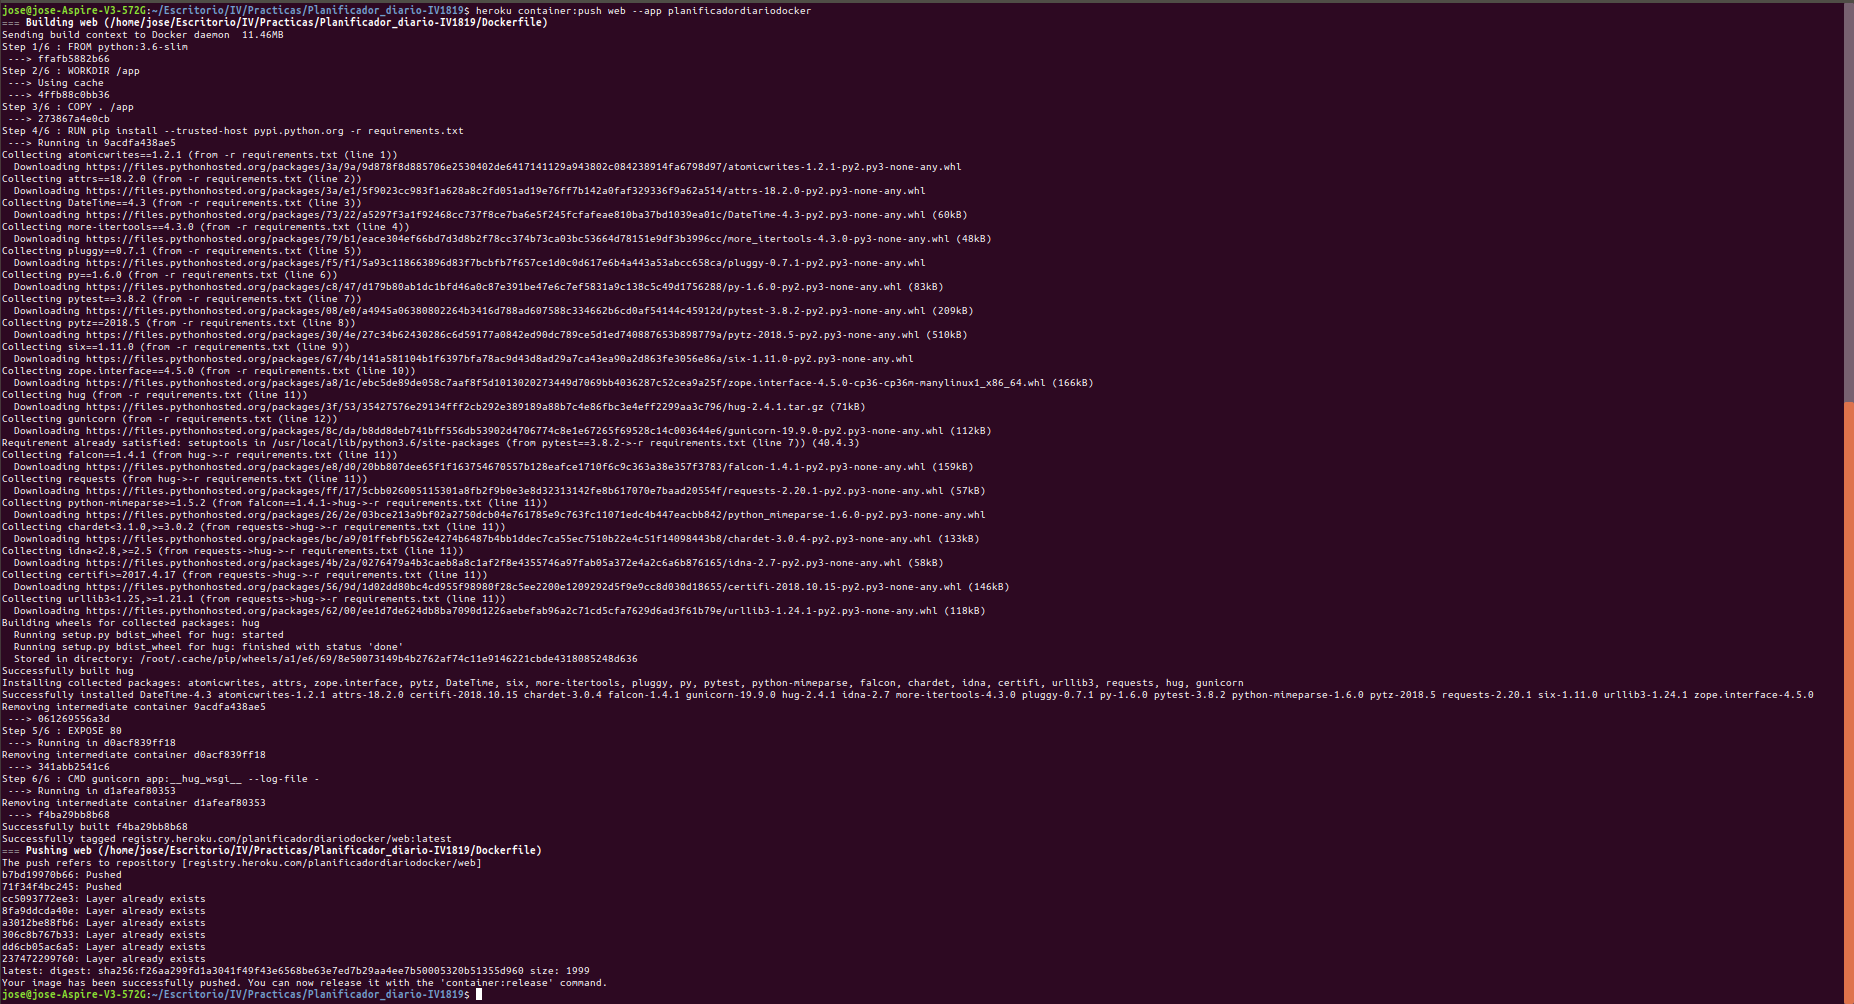 jose@jose-Aspire-V3-572G:~/Escritorio/IV/Practicas/Planificador_diario-IV1819$ heroku container:push web --app planificadordiariodocker
=== Building web (/home/jose/Escritorio/IV/Practicas/Planificador_diario-IV1819/Dockerfile)
Sending build context to Docker daemon  11.46MB
Step 1/6 : FROM python:3.6-slim
 ---> ffafb5882b66
Step 2/6 : WORKDIR /app
 ---> Using cache
 ---> 4ffb88c0bb36
Step 3/6 : COPY . /app
 ---> 273867a4e0cb
Step 4/6 : RUN pip install --trusted-host pypi.python.org -r requirements.txt
 ---> Running in 9acdfa438ae5
Collecting atomicwrites==1.2.1 (from -r requirements.txt (line 1))
  Downloading https://files.pythonhosted.org/packages/3a/9a/9d878f8d885706e2530402de6417141129a943802c084238914fa6798d97/atomicwrites-1.2.1-py2.py3-none-any.whl
Collecting attrs==18.2.0 (from -r requirements.txt (line 2))
  Downloading https://files.pythonhosted.org/packages/3a/e1/5f9023cc983f1a628a8c2fd051ad19e76ff7b142a0faf329336f9a62a514/attrs-18.2.0-py2.py3-none-any.whl
Collecting DateTime==4.3 (from -r requirements.txt (line 3))
  Downloading https://files.pythonhosted.org/packages/73/22/a5297f3a1f92468cc737f8ce7ba6e5f245fcfafeae810ba37bd1039ea01c/DateTime-4.3-py2.py3-none-any.whl (60kB)
Collecting more-itertools==4.3.0 (from -r requirements.txt (line 4))
  Downloading https://files.pythonhosted.org/packages/79/b1/eace304ef66bd7d3d8b2f78cc374b73ca03bc53664d78151e9df3b3996cc/more_itertools-4.3.0-py3-none-any.whl (48kB)
Collecting pluggy==0.7.1 (from -r requirements.txt (line 5))
  Downloading https://files.pythonhosted.org/packages/f5/f1/5a93c118663896d83f7bcbfb7f657ce1d0c0d617e6b4a443a53abcc658ca/pluggy-0.7.1-py2.py3-none-any.whl
Collecting py==1.6.0 (from -r requirements.txt (line 6))
  Downloading https://files.pythonhosted.org/packages/c8/47/d179b80ab1dc1bfd46a0c87e391be47e6c7ef5831a9c138c5c49d1756288/py-1.6.0-py2.py3-none-any.whl (83kB)
Collecting pytest==3.8.2 (from -r requirements.txt (line 7))
  Downloading https://files.pythonhosted.org/packages/08/e0/a4945a06380802264b3416d788ad607588c334662b6cd0af54144c45912d/pytest-3.8.2-py2.py3-none-any.whl (209kB)
Collecting pytz==2018.5 (from -r requirements.txt (line 8))
  Downloading https://files.pythonhosted.org/packages/30/4e/27c34b62430286c6d59177a0842ed90dc789ce5d1ed740887653b898779a/pytz-2018.5-py2.py3-none-any.whl (510kB)
Collecting six==1.11.0 (from -r requirements.txt (line 9))
  Downloading https://files.pythonhosted.org/packages/67/4b/141a581104b1f6397bfa78ac9d43d8ad29a7ca43ea90a2d863fe3056e86a/six-1.11.0-py2.py3-none-any.whl
Collecting zope.interface==4.5.0 (from -r requirements.txt (line 10))
  Downloading https://files.pythonhosted.org/packages/a8/1c/ebc5de89de058c7aaf8f5d1013020273449d7069bb4036287c52cea9a25f/zope.interface-4.5.0-cp36-cp36m-manylinux1_x86_64.whl (166kB)
Collecting hug (from -r requirements.txt (line 11))
  Downloading https://files.pythonhosted.org/packages/3f/53/35427576e29134fff2cb292e389189a88b7c4e86fbc3e4eff2299aa3c796/hug-2.4.1.tar.gz (71kB)
Collecting gunicorn (from -r requirements.txt (line 12))
  Downloading https://files.pythonhosted.org/packages/8c/da/b8dd8deb741bff556db53902d4706774c8e1e67265f69528c14c003644e6/gunicorn-19.9.0-py2.py3-none-any.whl (112kB)
Requirement already satisfied: setuptools in /usr/local/lib/python3.6/site-packages (from pytest==3.8.2->-r requirements.txt (line 7)) (40.4.3)
Collecting falcon==1.4.1 (from hug->-r requirements.txt (line 11))
  Downloading https://files.pythonhosted.org/packages/e8/d0/20bb807dee65f1f163754670557b128eafce1710f6c9c363a38e357f3783/falcon-1.4.1-py2.py3-none-any.whl (159kB)
Collecting requests (from hug->-r requirements.txt (line 11))
  Downloading https://files.pythonhosted.org/packages/ff/17/5cbb026005115301a8fb2f9b0e3e8d32313142fe8b617070e7baad20554f/requests-2.20.1-py2.py3-none-any.whl (57kB)
Collecting python-mimeparse>=1.5.2 (from falcon==1.4.1->hug->-r requirements.txt (line 11))
  Downloading https://files.pythonhosted.org/packages/26/2e/03bce213a9bf02a2750dcb04e761785e9c763fc11071edc4b447eacbb842/python_mimeparse-1.6.0-py2.py3-none-any.whl
Collecting chardet<3.1.0,>=3.0.2 (from requests->hug->-r requirements.txt (line 11))
  Downloading https://files.pythonhosted.org/packages/bc/a9/01ffebfb562e4274b6487b4bb1ddec7ca55ec7510b22e4c51f14098443b8/chardet-3.0.4-py2.py3-none-any.whl (133kB)
Collecting idna<2.8,>=2.5 (from requests->hug->-r requirements.txt (line 11))
  Downloading https://files.pythonhosted.org/packages/4b/2a/0276479a4b3caeb8a8c1af2f8e4355746a97fab05a372e4a2c6a6b876165/idna-2.7-py2.py3-none-any.whl (58kB)
Collecting certifi>=2017.4.17 (from requests->hug->-r requirements.txt (line 11))
  Downloading https://files.pythonhosted.org/packages/56/9d/1d02dd80bc4cd955f98980f28c5ee2200e1209292d5f9e9cc8d030d18655/certifi-2018.10.15-py2.py3-none-any.whl (146kB)
Collecting urllib3<1.25,>=1.21.1 (from requests->hug->-r requirements.txt (line 11))
  Downloading https://files.pythonhosted.org/packages/62/00/ee1d7de624db8ba7090d1226aebefab96a2c71cd5cfa7629d6ad3f61b79e/urllib3-1.24.1-py2.py3-none-any.whl (118kB)
Building wheels for collected packages: hug
  Running setup.py bdist_wheel for hug: started
  Running setup.py bdist_wheel for hug: finished with status 'done'
  Stored in directory: /root/.cache/pip/wheels/a1/e6/69/8e50073149b4b2762af74c11e9146221cbde4318085248d636
Successfully built hug
Installing collected packages: atomicwrites, attrs, zope.interface, pytz, DateTime, six, more-itertools, pluggy, py, pytest, python-mimeparse, falcon, chardet, idna, certifi, urllib3, requests, hug, gunicorn
Successfully installed DateTime-4.3 atomicwrites-1.2.1 attrs-18.2.0 certifi-2018.10.15 chardet-3.0.4 falcon-1.4.1 gunicorn-19.9.0 hug-2.4.1 idna-2.7 more-itertools-4.3.0 pluggy-0.7.1 py-1.6.0 pytest-3.8.2 python-mimeparse-1.6.0 pytz-2018.5 requests-2.20.1 six-1.11.0 urllib3-1.24.1 zope.interface-4.5.0
Removing intermediate container 9acdfa438ae5
 ---> 061269556a3d
Step 5/6 : EXPOSE 80
 ---> Running in d0acf839ff18
Removing intermediate container d0acf839ff18
 ---> 341abb2541c6
Step 6/6 : CMD gunicorn app:__hug_wsgi__ --log-file -
 ---> Running in d1afeaf80353
Removing intermediate container d1afeaf80353
 ---> f4ba29bb8b68
Successfully built f4ba29bb8b68
Successfully tagged registry.heroku.com/planificadordiariodocker/web:latest
=== Pushing web (/home/jose/Escritorio/IV/Practicas/Planificador_diario-IV1819/Dockerfile)
The push refers to repository [registry.heroku.com/planificadordiariodocker/web]
b7bd19970b66: Pushed
71f34f4bc245: Pushed
cc5093772ee3: Layer already exists
8fa9ddcda40e: Layer already exists
a3012be88fb6: Layer already exists
306c8b767b33: Layer already exists
dd6cb05ac6a5: Layer already exists
237472299760: Layer already exists
latest: digest: sha256:f26aa299fd1a3041f49f43e6568be63e7ed7b29aa4ee7b50005320b51355d960 size: 1999
Your image has been successfully pushed. You can now release it with the 'container:release' command.
jose@jose-Aspire-V3-572G:~/Escritorio/IV/Practicas/Planificador_diario-IV1819$